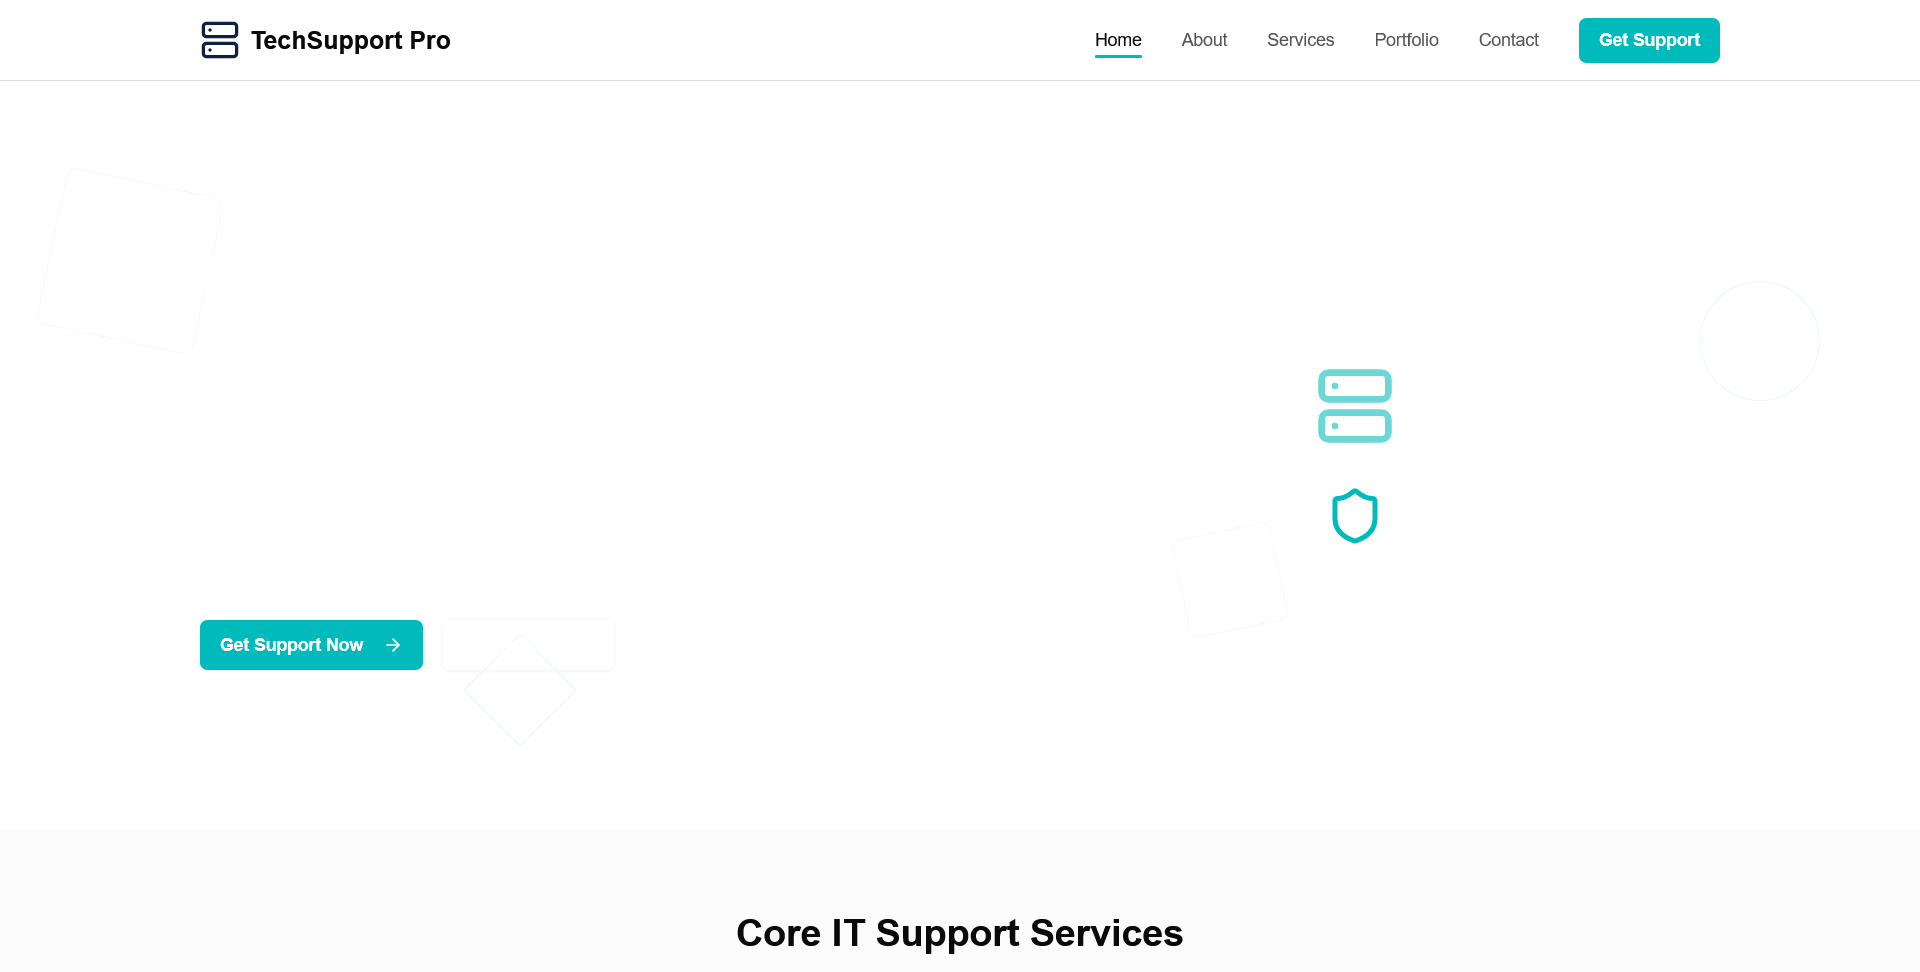 TechSupport Pro
Home
About
Services
Portfolio
Contact
Get Support
Get Support Now
Core IT Support Services